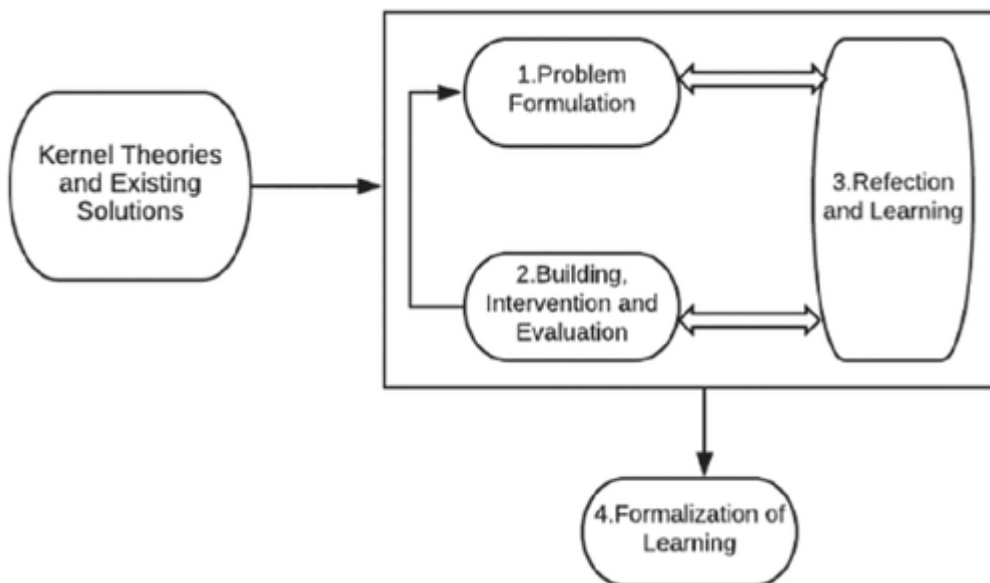 Kernel Theories
and Existing
Solutions
1.Problem
Formulation
2.Building,
Intervention and
Evaluation
3.Refection
and Learning
4.Formalization of
Learning